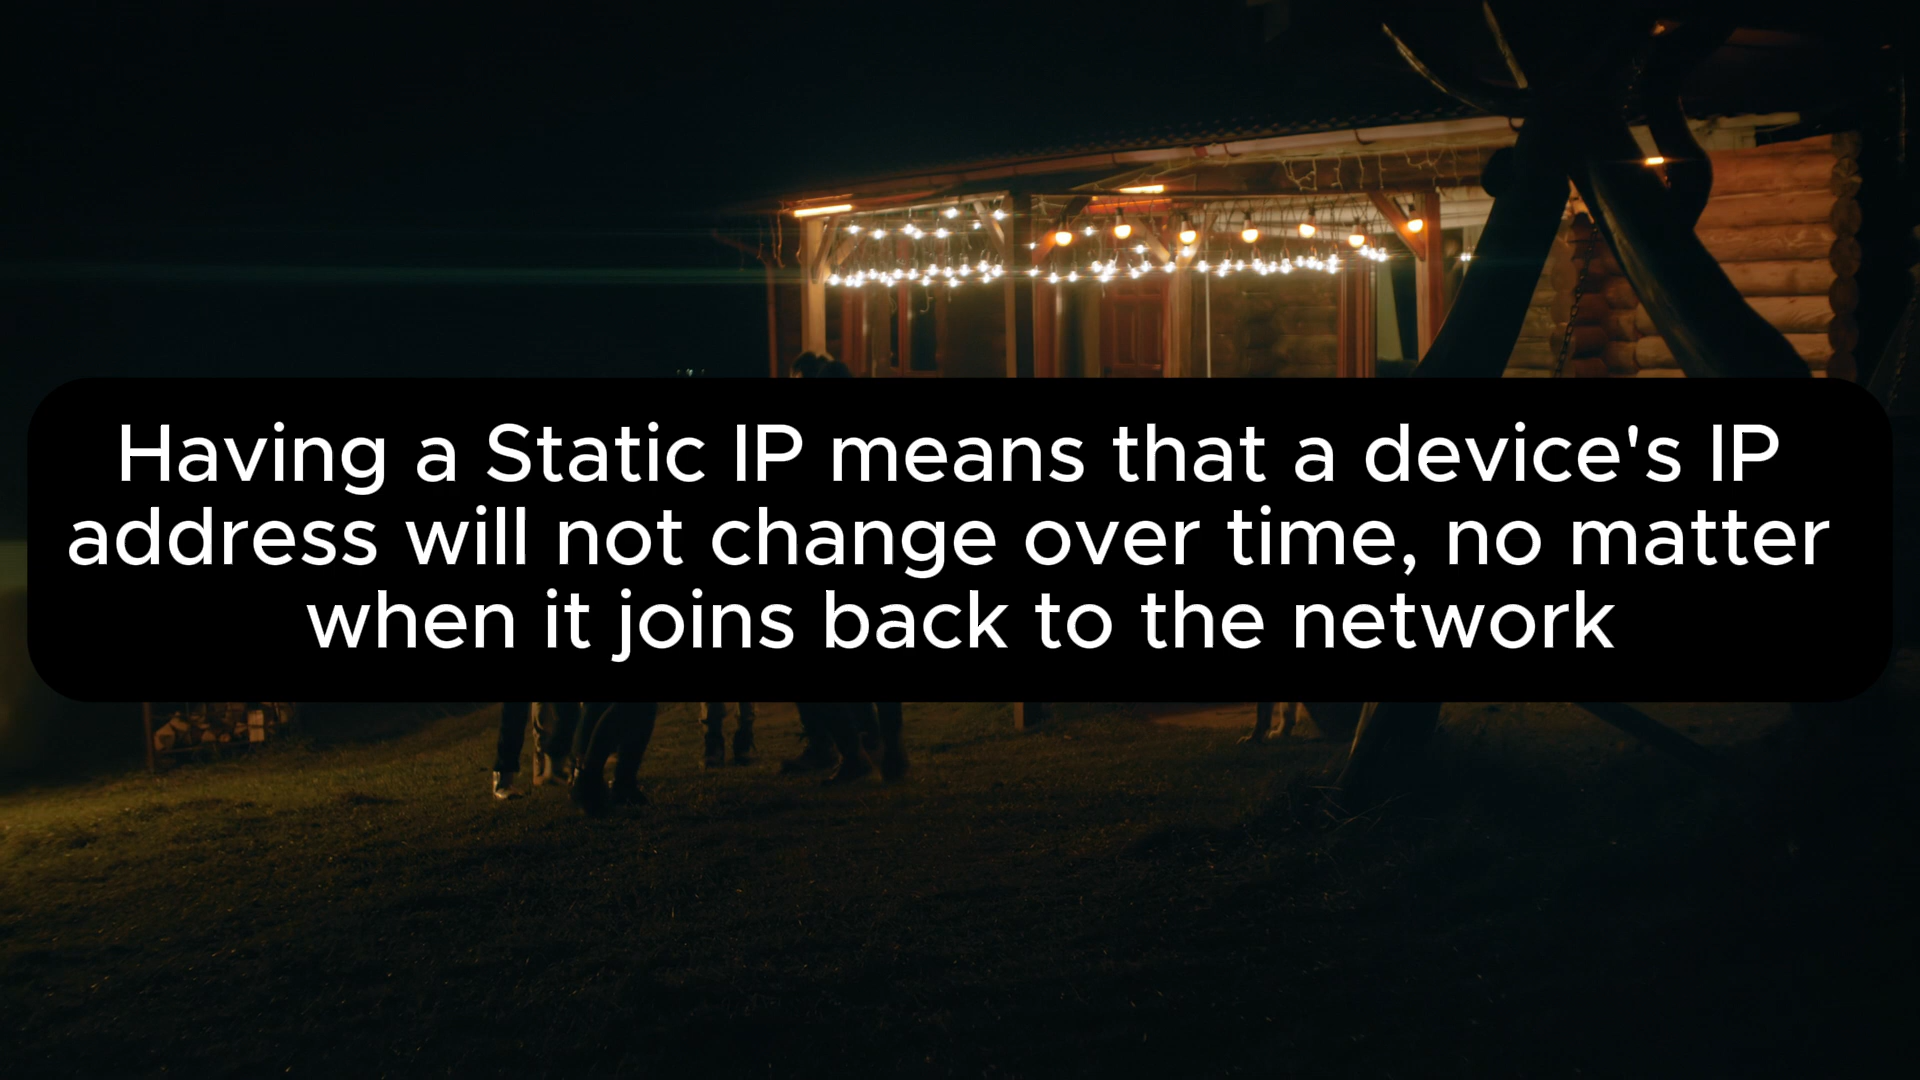 Having a Static IP means that a device's IP
address will not change over time, no matter
when it joins back to the network